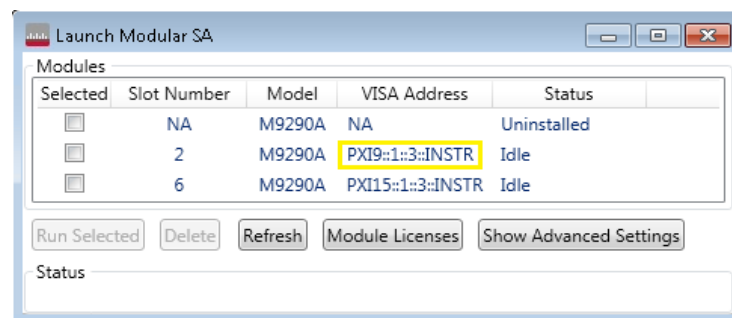 Launch Modular SA
Modules
Selected Slot Number Model VISA Address Status
NA M9290A NA Uninstalled
2 M9290A PXI9::1::3::INSTR Idle
6 M9290A PXI15::1::3::INSTR Idle
Run Selected Delete Refresh Module Licenses Show Advanced Settings
Status